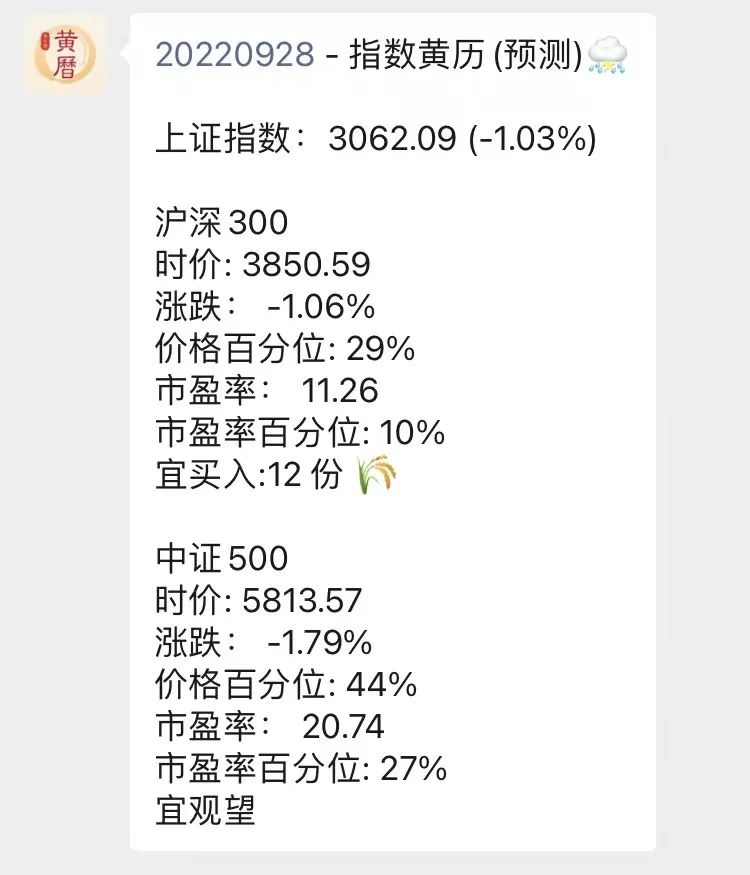 黄曆
20220928 - 指数黄历(预测)
上证指数： 3062.09 (-1.03%)
沪深300
时价: 3850.59
涨跌： -1.06%
价格百分位: 29%
市盈率： 11.26
市盈率百分位: 10%
宜买入:12 份
中证500
时价: 5813.57
涨跌： -1.79%
价格百分位: 44%
市盈率： 20.74
市盈率百分位: 27%
宜观望